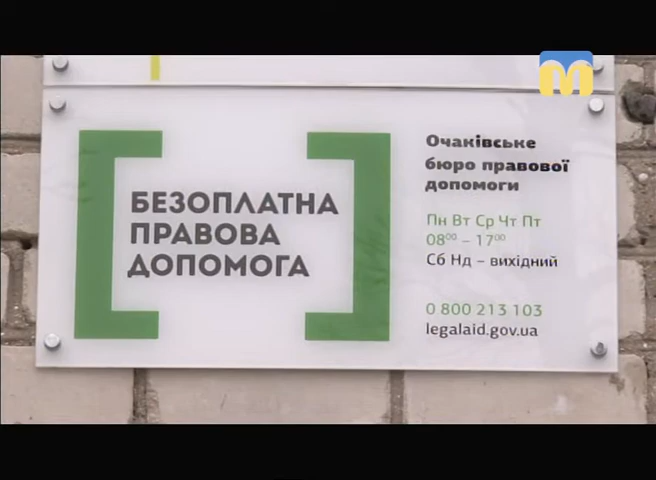 БЕЗОПЛАТНА
ПРАВОВА
ДОПОМОГА
Очаківське
бюро правової
допомоги
Пн Вт Ср Чт Пт
08⁰⁰ – 17⁰⁰
Сб Нд – вихідний
0 800 213 103
legalaid.gov.ua